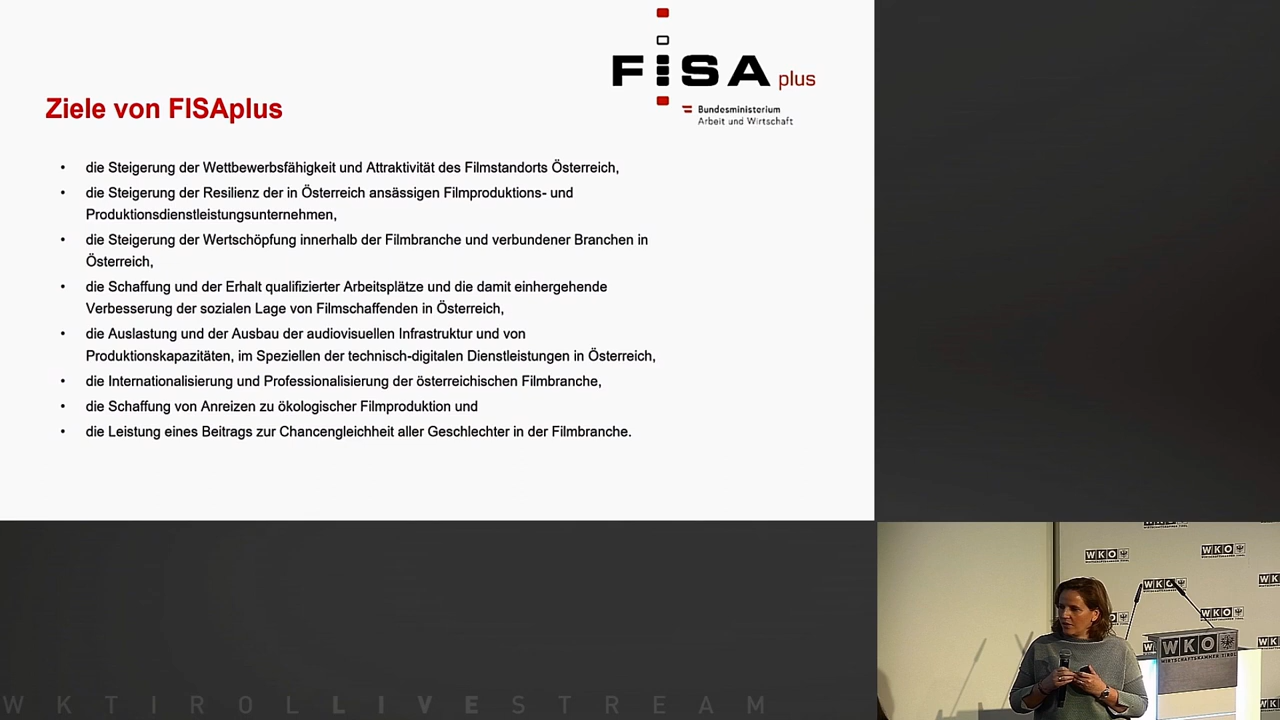 FISA plus
Bundesministerium
Arbeit und Wirtschaft
Ziele von FISAplus
• die Steigerung der Wettbewerbsfähigkeit und Attraktivität des Filmstandorts Österreich,
• die Steigerung der Resilienz der in Österreich ansässigen Filmproduktions- und
Produktionsdienstleistungsunternehmen,
• die Steigerung der Wertschöpfung innerhalb der Filmbranche und verbundener Branchen in
Österreich,
• die Schaffung und der Erhalt qualifizierter Arbeitsplätze und die damit einhergehende
Verbesserung der sozialen Lage von Filmschaffenden in Österreich,
• die Auslastung und der Ausbau der audiovisuellen Infrastruktur und von
Produktionskapazitäten, im Speziellen der technisch-digitalen Dienstleistungen in Österreich,
• die Internationalisierung und Professionalisierung der österreichischen Filmbranche,
• die Schaffung von Anreizen zu ökologischer Filmproduktion und
• die Leistung eines Beitrags zur Chancengleichheit aller Geschlechter in der Filmbranche.
WKO
WKO
WKO
WKO
WKO
WIRTSCHAFTSKAMMER TIROL
WKTIROLLIVESTREAM